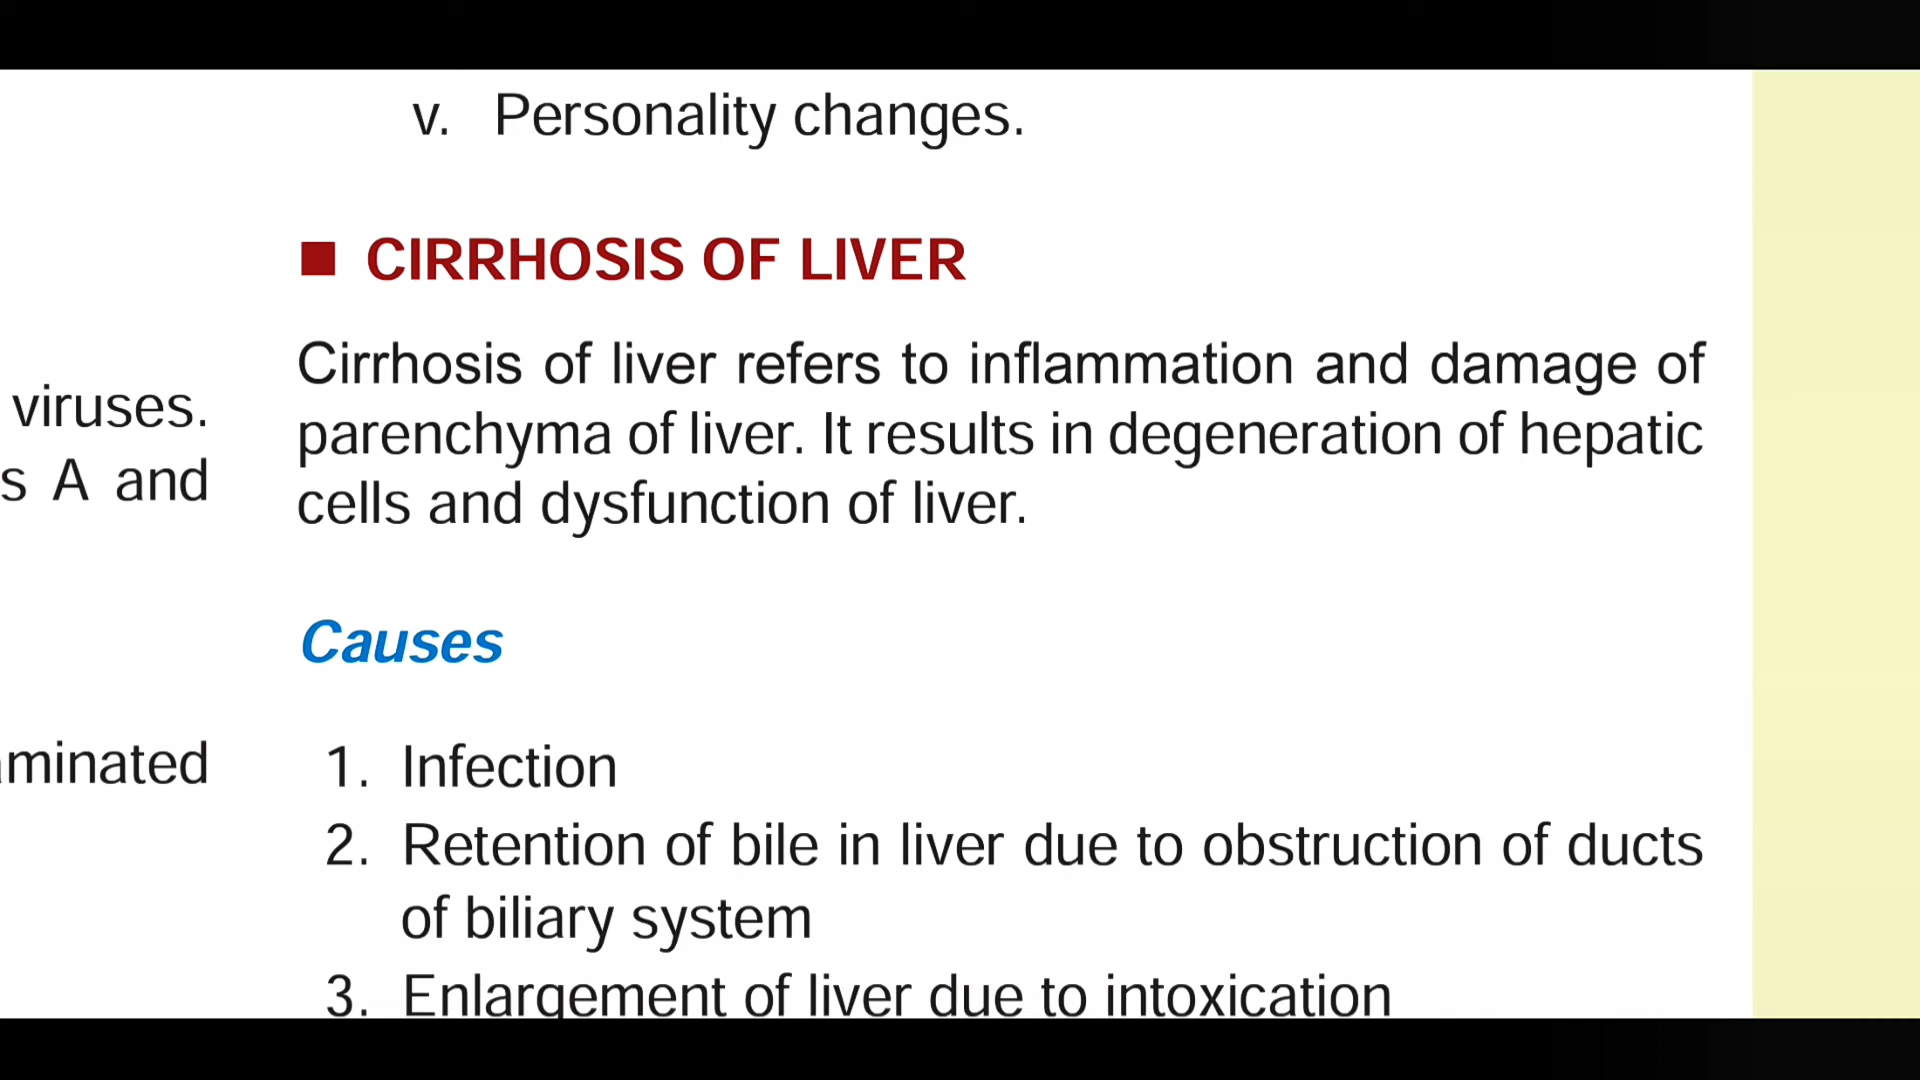 v. Personality changes.
■ CIRRHOSIS OF LIVER
Cirrhosis of liver refers to inflammation and damage of
parenchyma of liver. It results in degeneration of hepatic
cells and dysfunction of liver.
Causes
1. Infection
2. Retention of bile in liver due to obstruction of ducts
of biliary system
3. Enlargement of liver due to intoxication
viruses.
s A and
minated